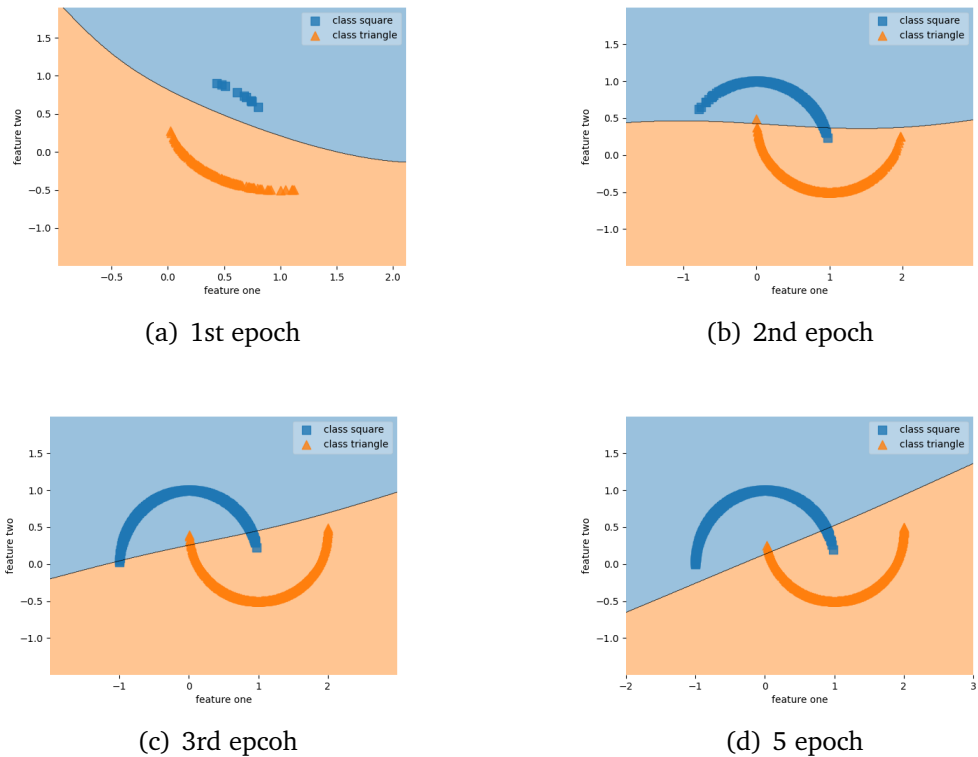 class square
class triangle
1.5
1.0
0.5
0.0
−0.5
−1.0
feature two
−0.5 0.0 0.5 1.0 1.5 2.0
feature one
(a) 1st epoch
class square
class triangle
1.5
1.0
0.5
0.0
−0.5
−1.0
feature two
−1 0 1 2
feature one
(b) 2nd epoch
class square
class triangle
1.5
1.0
0.5
0.0
−0.5
−1.0
feature two
−1 0 1 2
feature one
(c) 3rd epcoh
class square
class triangle
1.5
1.0
0.5
0.0
−0.5
−1.0
feature two
−2 −1 0 1 2 3
feature one
(d) 5 epoch